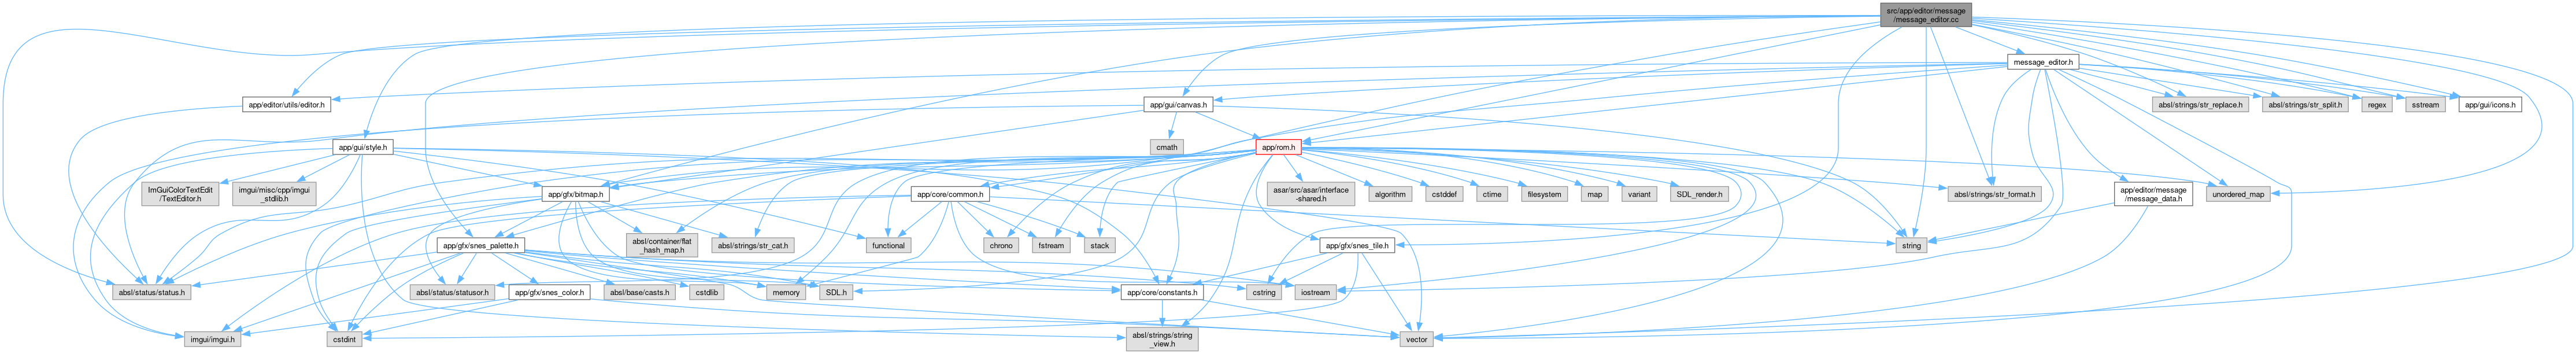 src/app/editor/message
/message_editor.cc
message_editor.h
app/editor/utils/editor.h
app/gui/canvas.h
absl/strings/str_replace.h
absl/strings/str_split.h
regex
sstream
app/gui/icons.h
app/gui/style.h
cmath
app/rom.h
ImGuiColorTextEdit
/TextEditor.h
imgui/misc/cpp/imgui
_stdlib.h
app/gfx/bitmap.h
app/core/common.h
asar/src/asar/interface
-shared.h
algorithm
cstddef
ctime
filesystem
map
variant
SDL_render.h
absl/strings/str_format.h
app/editor/message
/message_data.h
unordered_map
app/gfx/snes_palette.h
absl/container/flat
_hash_map.h
absl/strings/str_cat.h
functional
chrono
fstream
stack
app/gfx/snes_tile.h
string
absl/status/status.h
absl/status/statusor.h
app/gfx/snes_color.h
absl/base/casts.h
cstdlib
memory
SDL.h
app/core/constants.h
cstring
iostream
imgui/imgui.h
cstdint
absl/strings/string
_view.h
vector